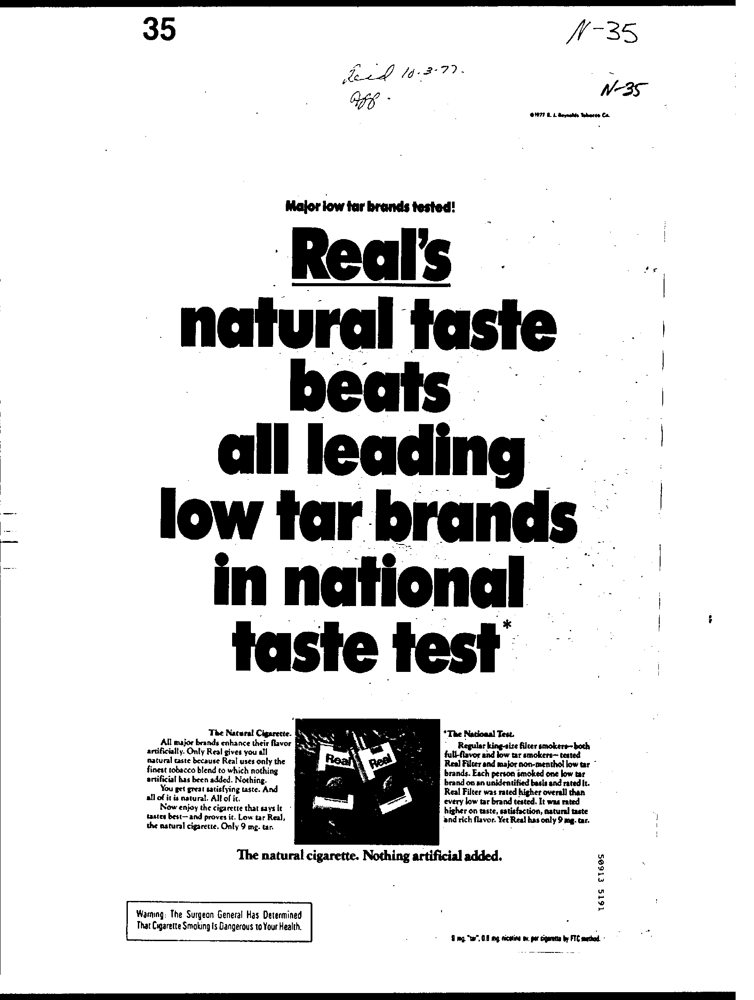 35
N-35
10.3.77.
N-35
©1977 R. J. Reynolds Tobacco Co.
Major low tar brands tested!
Real's
natural taste
beats
all leading
low tar brands
in national
taste test*
The Natural Cigarette.
All major brands enhance their flavor
artificially. Only Real gives you all
natural taste because Real uses only the
finest tobacco blend to which nothing
artificial has been added. Nothing.
You get great satisfying taste. And
all of it is natural. All of it.
Now enjoy the cigarette that says it
tastes best—and proves it. Low tar Real,
the natural cigarette. Only 9 mg. tar.
Real
Real
*The National Test.
Regular king-size filter smokers—both
full-flavor and low tar smokers—tested
Real Filter and major non-menthol low tar
brands. Each person smoked one low tar
brand on an unidentified basis and rated it.
Real Filter was rated higher overall than
every low tar brand tested. It was rated
higher on taste, satisfaction, natural taste
and rich flavor. Yet Real has only 9 mg. tar.
The natural cigarette. Nothing artificial added.
50913 5191
Warning: The Surgeon General Has Determined
That Cigarette Smoking Is Dangerous to Your Health.
9 mg. "tar", 0.8 mg. nicotine av. per cigarette by FTC method.